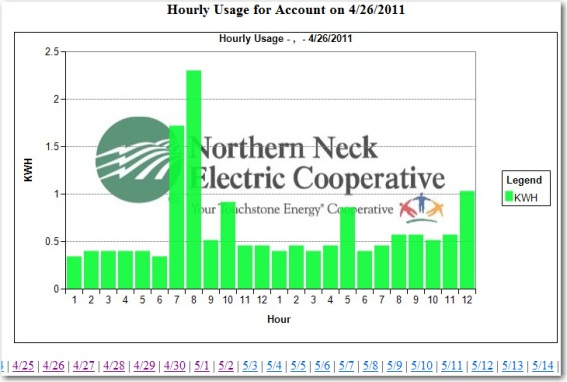 Hourly Usage for Account on 4/26/2011
Hourly Usage - , - 4/26/2011
2.5
2
1.5
1
0.5
0
KWH
Northern Neck
Electric Cooperative
Your Touchstone Energy® Cooperative
Legend
KWH
1 2 3 4 5 6 7 8 9 10 11 12 1 2 3 4 5 6 7 8 9 10 11 12
Hour
| 4/25 | 4/26 | 4/27 | 4/28 | 4/29 | 4/30 | 5/1 | 5/2 | 5/3 | 5/4 | 5/5 | 5/6 | 5/7 | 5/8 | 5/9 | 5/10 | 5/11 | 5/12 | 5/13 | 5/14 |